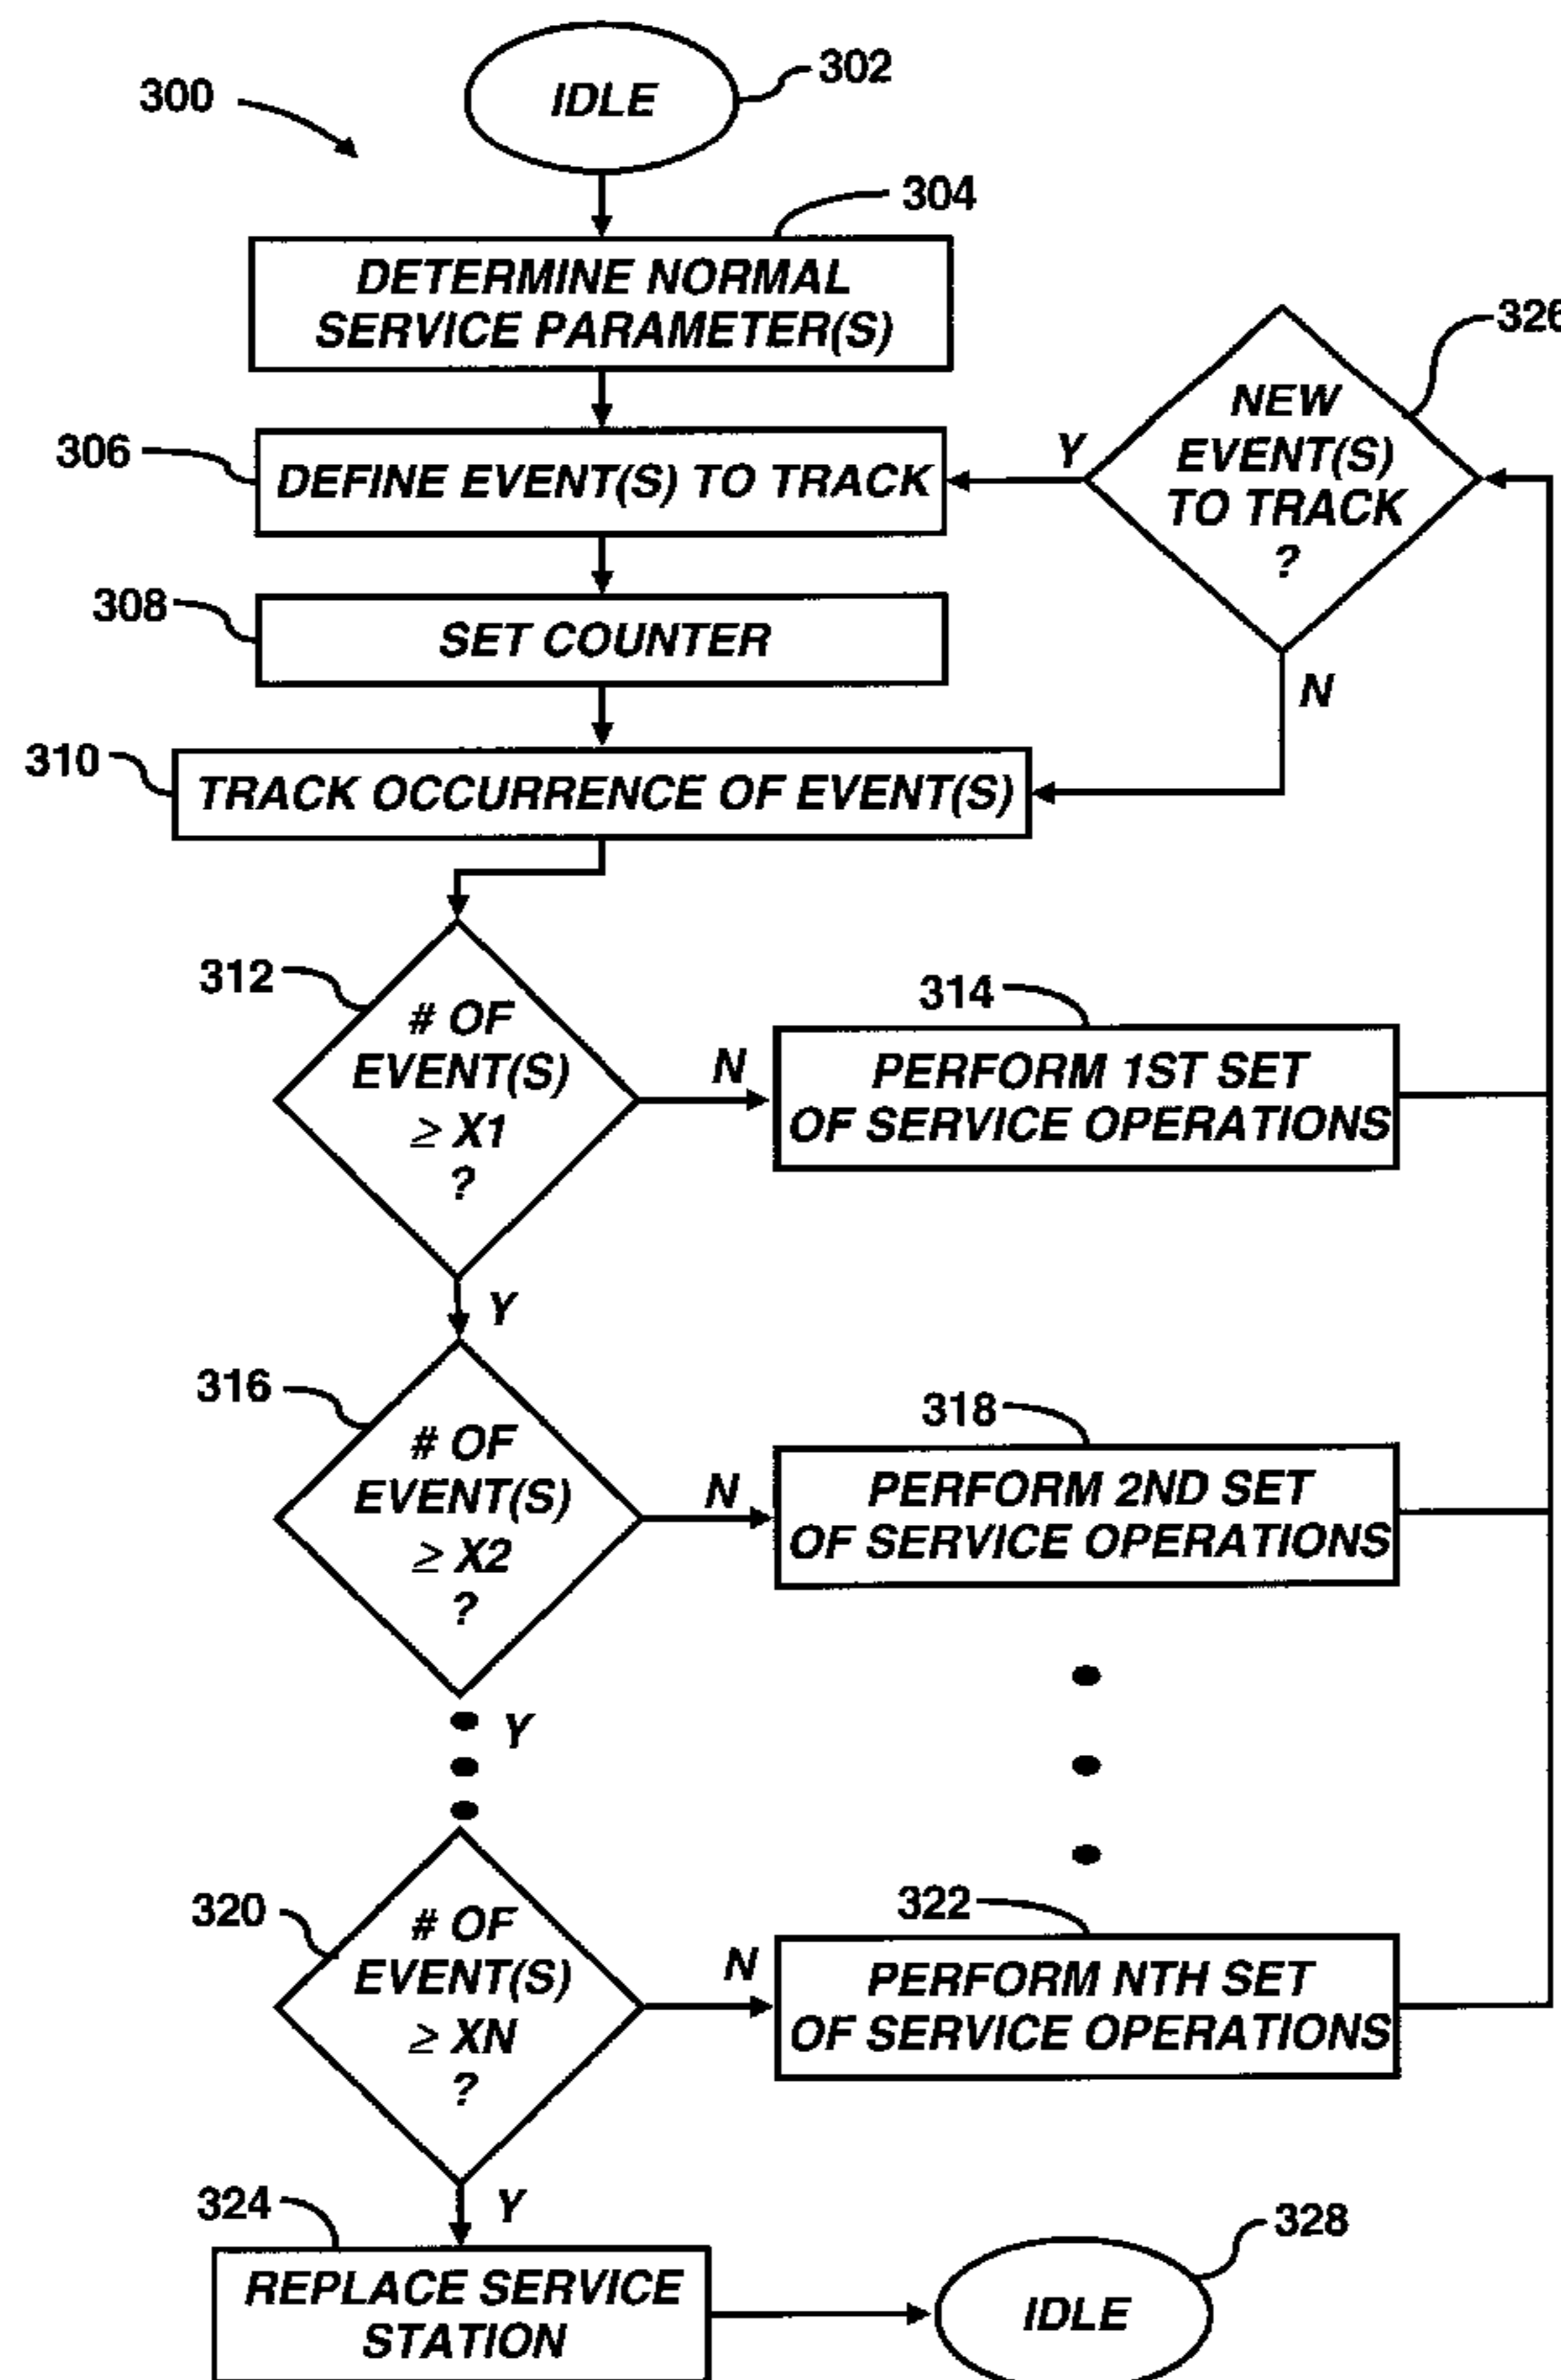 300
IDLE
302
304
DETERMINE NORMAL
SERVICE PARAMETER(S)
306
DEFINE EVENT(S) TO TRACK
Y
NEW
EVENT(S)
TO TRACK
?
326
N
308
SET COUNTER
310
TRACK OCCURRENCE OF EVENT(S)
312
# OF
EVENT(S)
≥ X1
?
N
Y
314
PERFORM 1ST SET
OF SERVICE OPERATIONS
316
# OF
EVENT(S)
≥ X2
?
N
Y
318
PERFORM 2ND SET
OF SERVICE OPERATIONS
320
# OF
EVENT(S)
≥ XN
?
N
Y
322
PERFORM NTH SET
OF SERVICE OPERATIONS
324
REPLACE SERVICE
STATION
328
IDLE